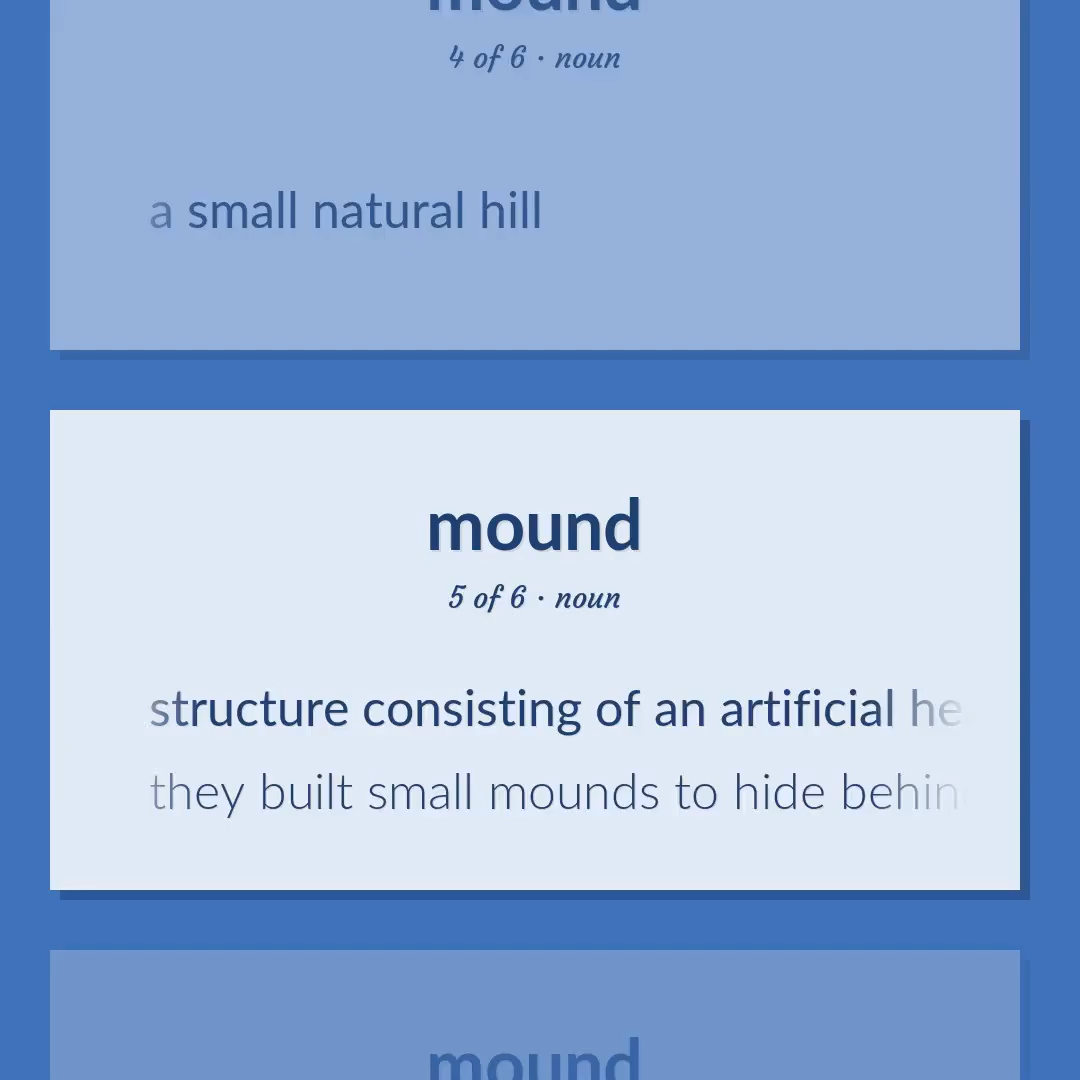 mound
4 of 6 · noun
a small natural hill
mound
5 of 6 · noun
structure consisting of an artificial
they built small mounds to hide
mound